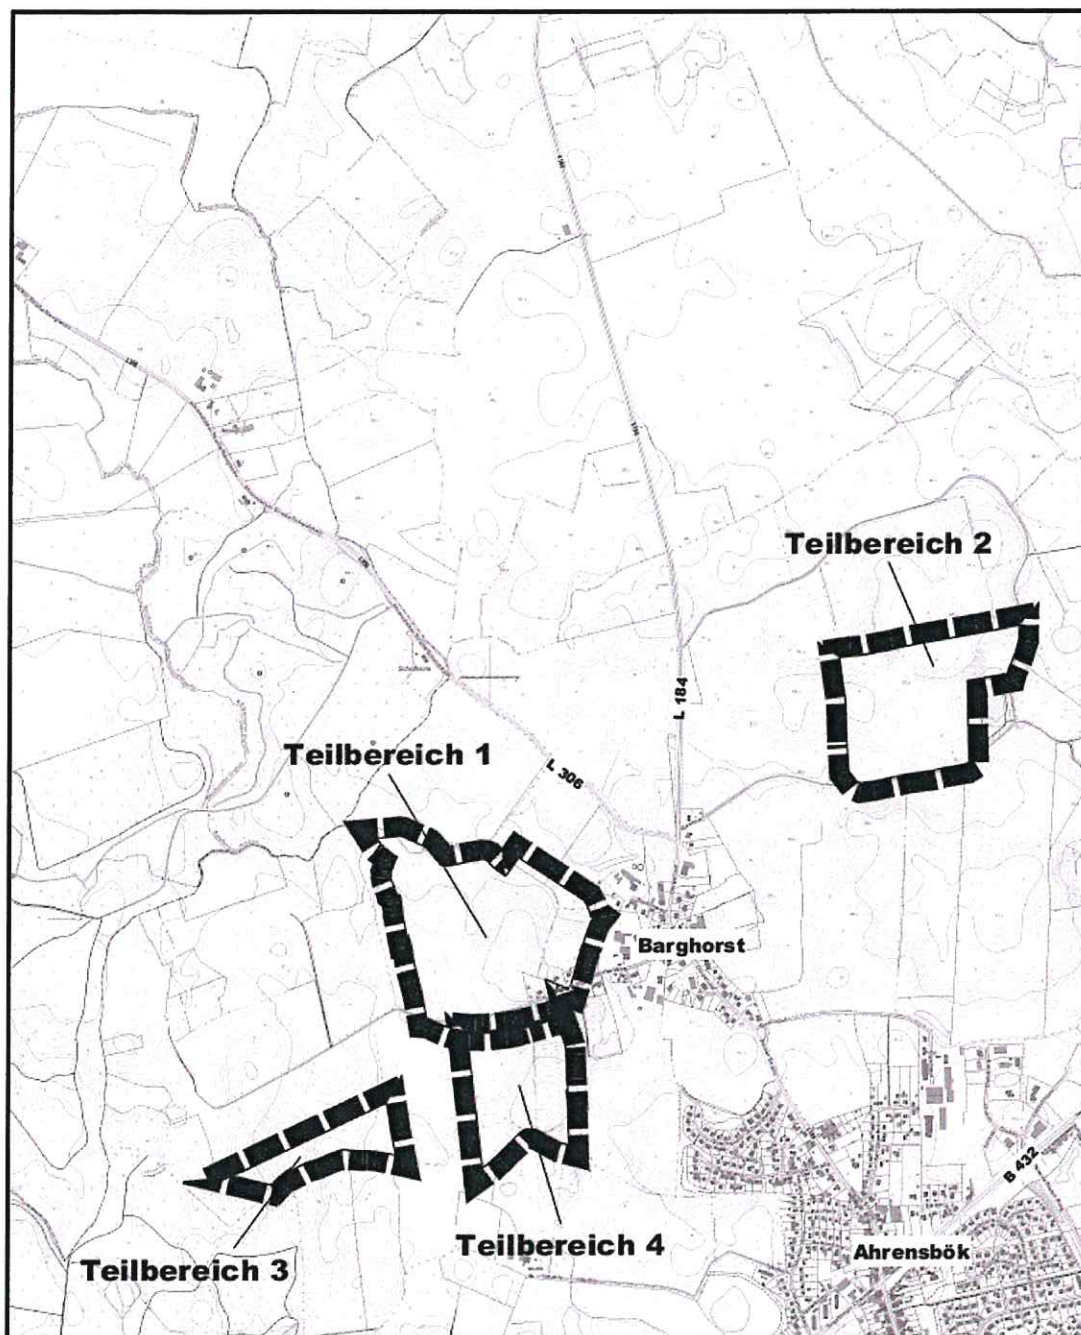 Teilbereich 2
L 184
Teilbereich 1
L 306
Barghorst
B 432
Teilbereich 4
Ahrensbök
Teilbereich 3